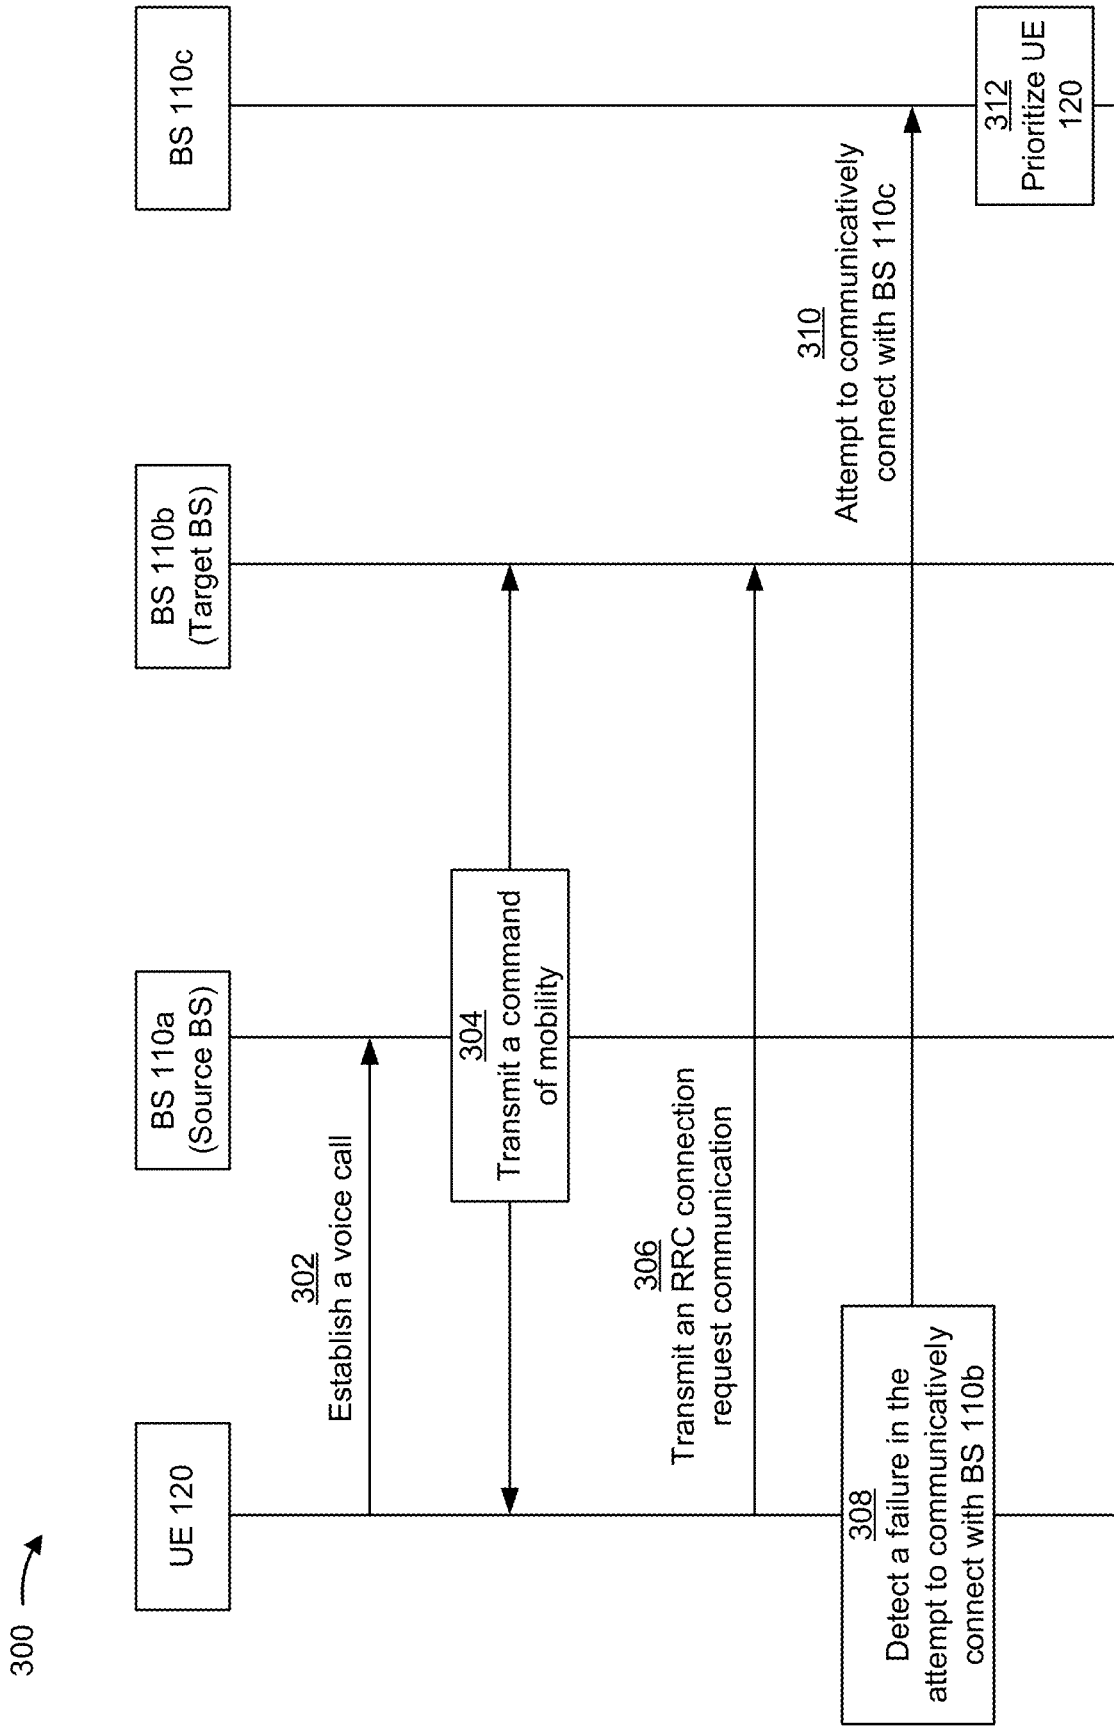 300
UE 120
BS 110a
(Source BS)
BS 110b
(Target BS)
BS 110c
302
Establish a voice call
304
Transmit a command
of mobility
306
Transmit an RRC connection
request communication
308
Detect a failure in the
attempt to communicatively
connect with BS 110b
310
Attempt to communicatively
connect with BS 110c
312
Prioritize UE
120